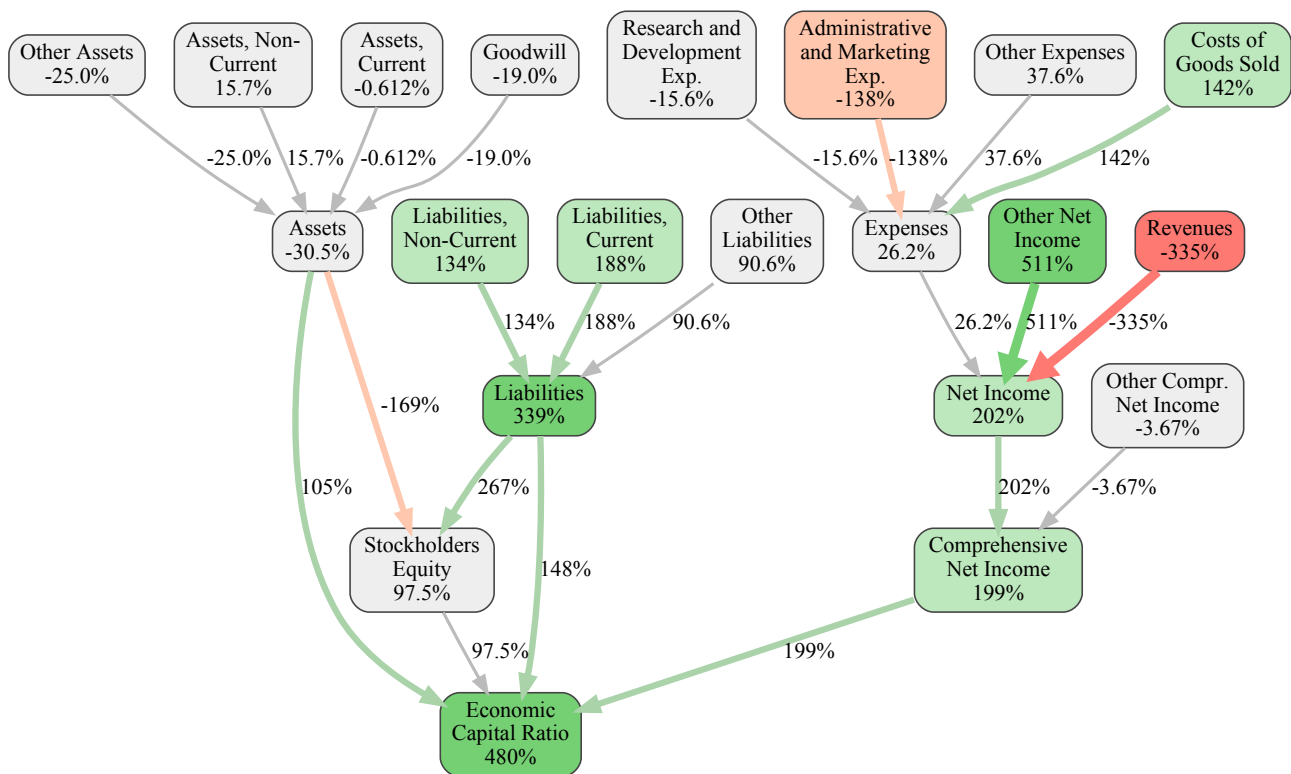 Other Assets
-25.0%
Assets, Non-
Current
15.7%
Assets,
Current
-0.612%
Goodwill
-19.0%
Research and
Development
Exp.
-15.6%
Administrative
and Marketing
Exp.
-138%
Other Expenses
37.6%
Costs of
Goods Sold
142%
-25.0%
15.7%
-0.612%
-19.0%
-15.6%
-138%
37.6%
142%
Assets
-30.5%
Liabilities,
Non-Current
134%
Liabilities,
Current
188%
Other
Liabilities
90.6%
Expenses
26.2%
Other Net
Income
511%
Revenues
-335%
134%
188%
90.6%
26.2%
511%
-335%
-169%
Liabilities
339%
Net Income
202%
Other Compr.
Net Income
-3.67%
105%
267%
202%
-3.67%
Stockholders
Equity
97.5%
148%
Comprehensive
Net Income
199%
97.5%
199%
Economic
Capital Ratio
480%